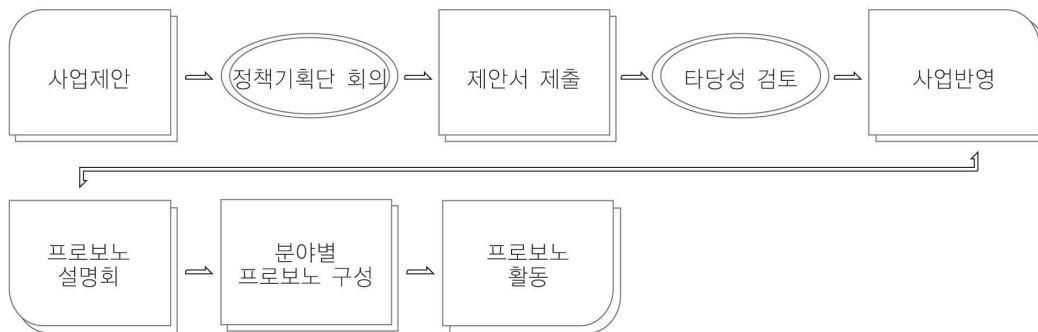 사업제안
정책기획단 회의
제안서 제출
타당성 검토
사업반영
프로보노
설명회
분야별
프로보노 구성
프로보노
활동